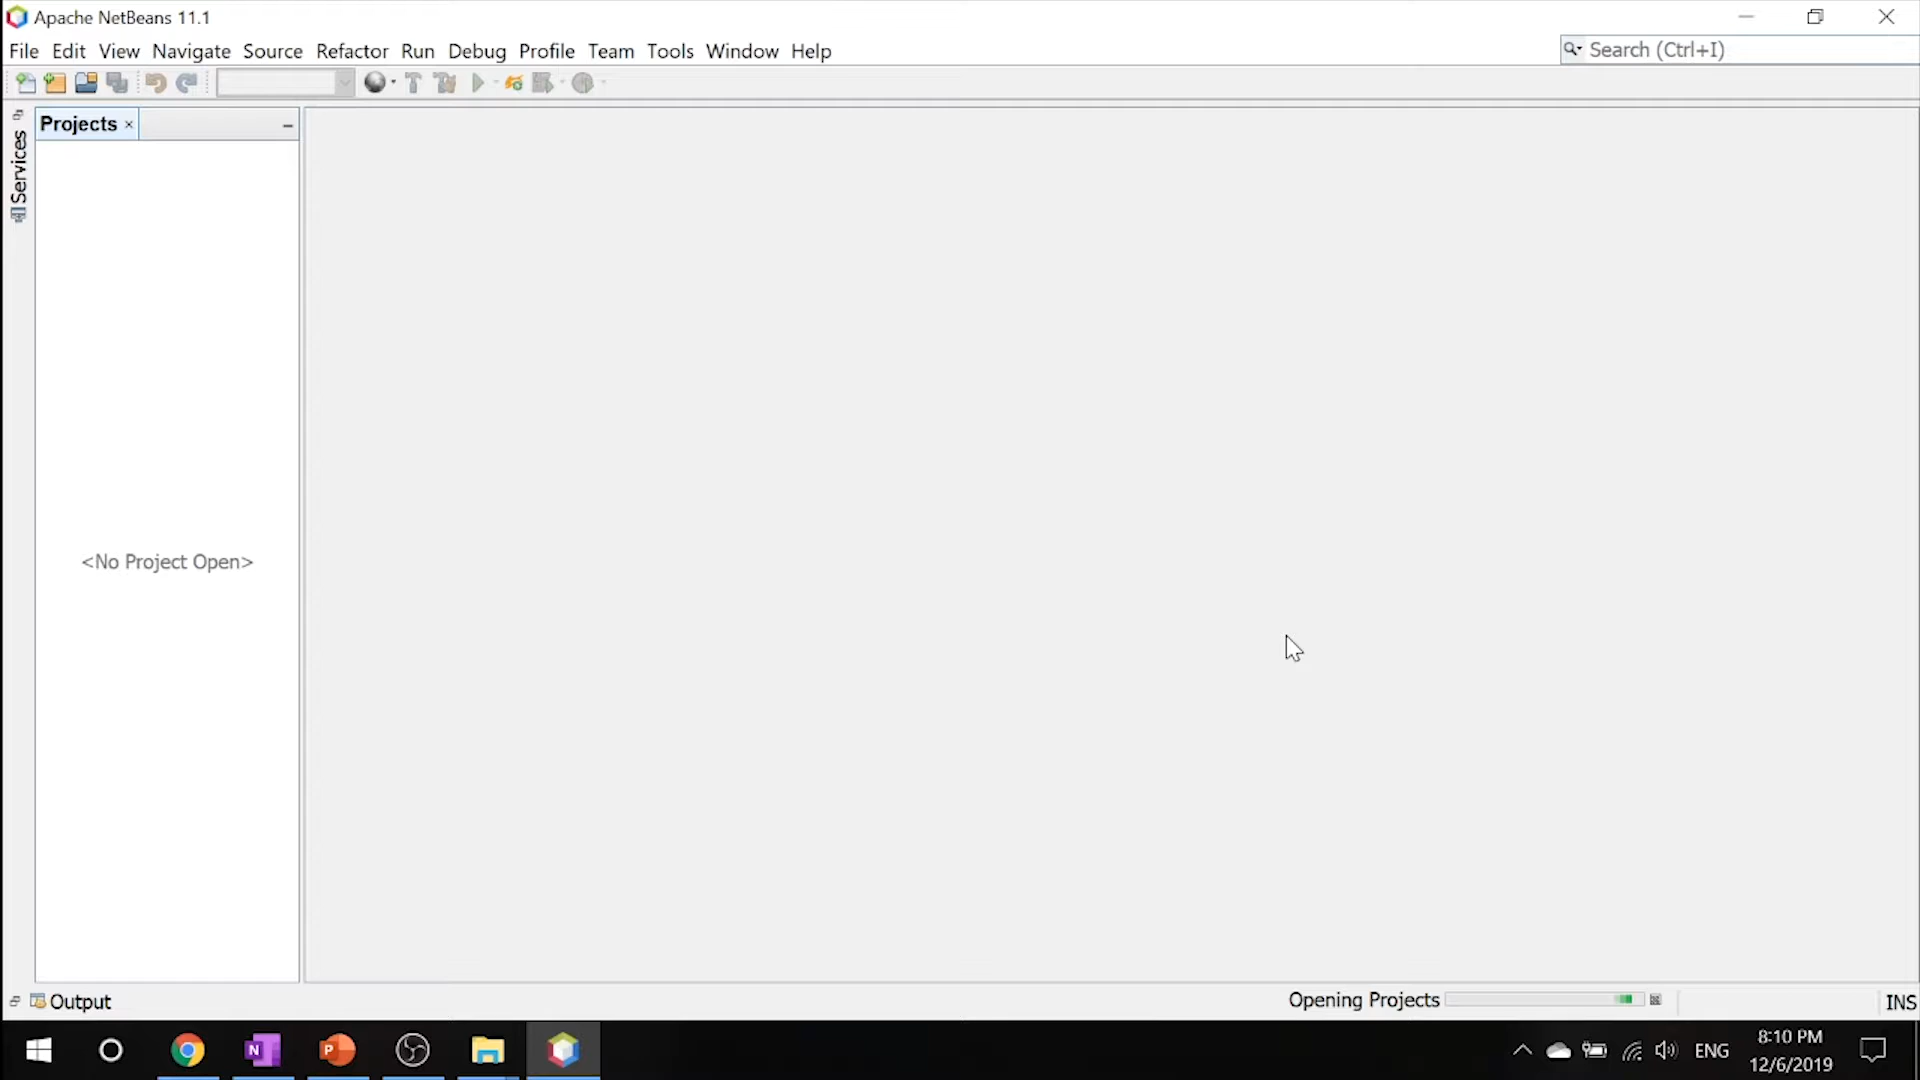 Apache NetBeans 11.1
File Edit View Navigate Source Refactor Run Debug Profile Team Tools Window Help
Search (Ctrl+I)
Projects
Services
<No Project Open>
Output
Opening Projects
INS
ENG
8:10 PM
12/6/2019